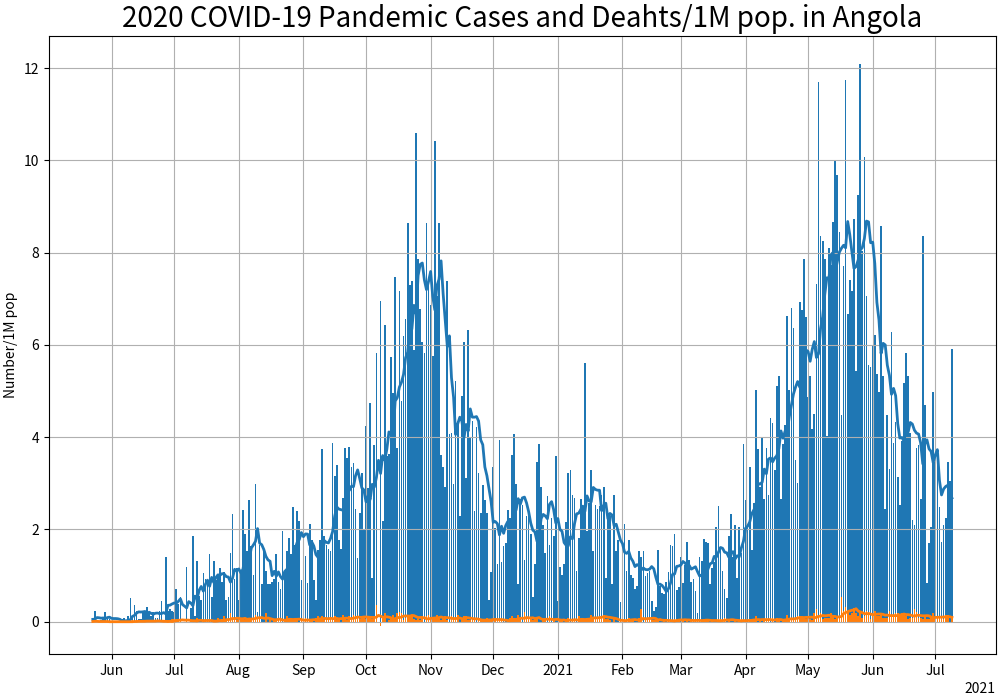 2020 COVID-19 Pandemic Cases and Deahts/1M pop. in Angola
Number/1M pop
12
10
8
6
4
2
0
Jun Jul Aug Sep Oct Nov Dec 2021 Feb Mar Apr May Jun Jul
2021